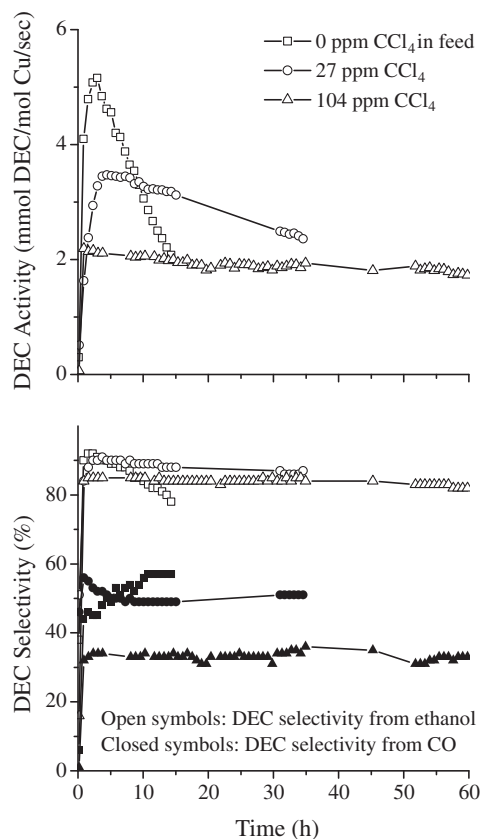 6
0 ppm CCl₄ in feed
27 ppm CCl₄
104 ppm CCl₄
4
2
0
DEC Activity (mmol DEC/mol Cu/sec)
80
60
40
20
0
DEC Selectivity (%)
Open symbols: DEC selectivity from ethanol
Closed symbols: DEC selectivity from CO
0 10 20 30 40 50 60
Time (h)